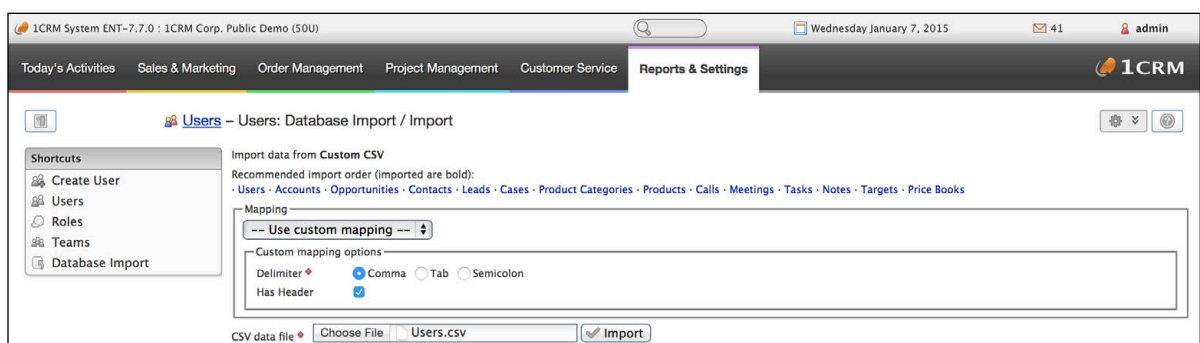 1CRM System ENT-7.7.0 : 1CRM Corp. Public Demo (50U) Wednesday January 7, 2015 41 admin
Today's Activities Sales & Marketing Order Management Project Management Customer Service Reports & Settings 1CRM
Users – Users: Database Import / Import
Shortcuts
Create User
Users
Roles
Teams
Database Import
Import data from Custom CSV
Recommended import order (imported are bold):
· Users · Accounts · Opportunities · Contacts · Leads · Cases · Product Categories · Products · Calls · Meetings · Tasks · Notes · Targets · Price Books
Mapping
-- Use custom mapping --
Custom mapping options
Delimiter Comma Tab Semicolon
Has Header
CSV data file Choose File Users.csv Import